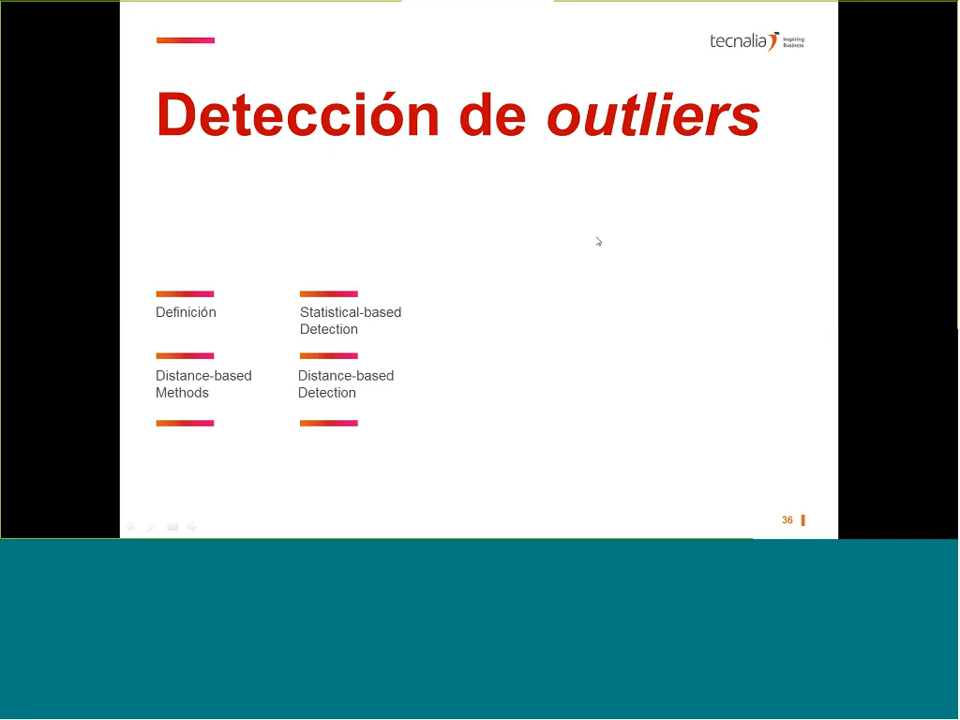 tecnalia Inspiring
Business
Detección de outliers
Definición
Statistical-based
Detection
Distance-based
Methods
Distance-based
Detection
36